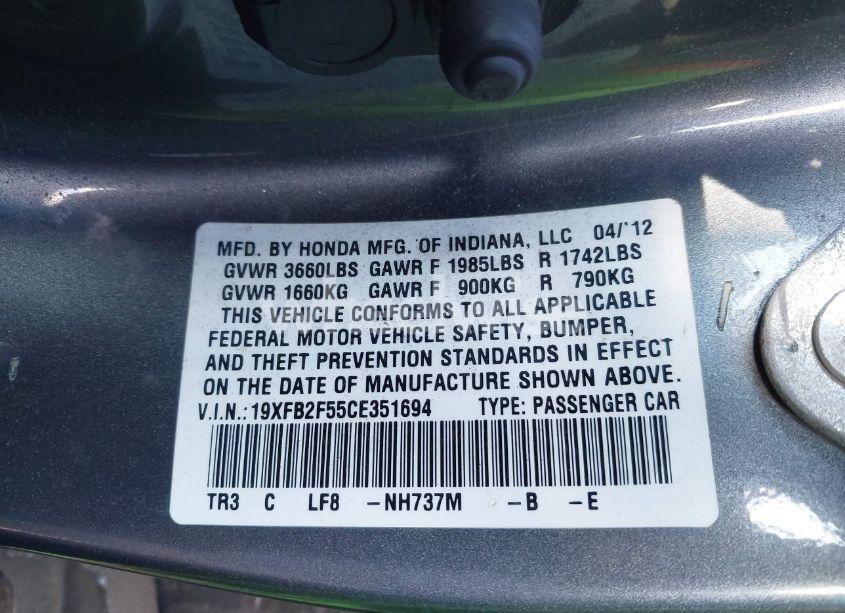 MFD. BY HONDA MFG. OF INDIANA, LLC 04/'12
GVWR 3660LBS GAWR F 1985LBS R 1742LBS
GVWR 1660KG GAWR F 900KG R 790KG
THIS VEHICLE CONFORMS TO ALL APPLICABLE
FEDERAL MOTOR VEHICLE SAFETY, BUMPER,
AND THEFT PREVENTION STANDARDS IN EFFECT
ON THE DATE OF MANUFACTURE SHOWN ABOVE.
V.I.N.: 19XFB2F55CE351694 TYPE: PASSENGER CAR
TR3 C LF8 -NH737M -B -E